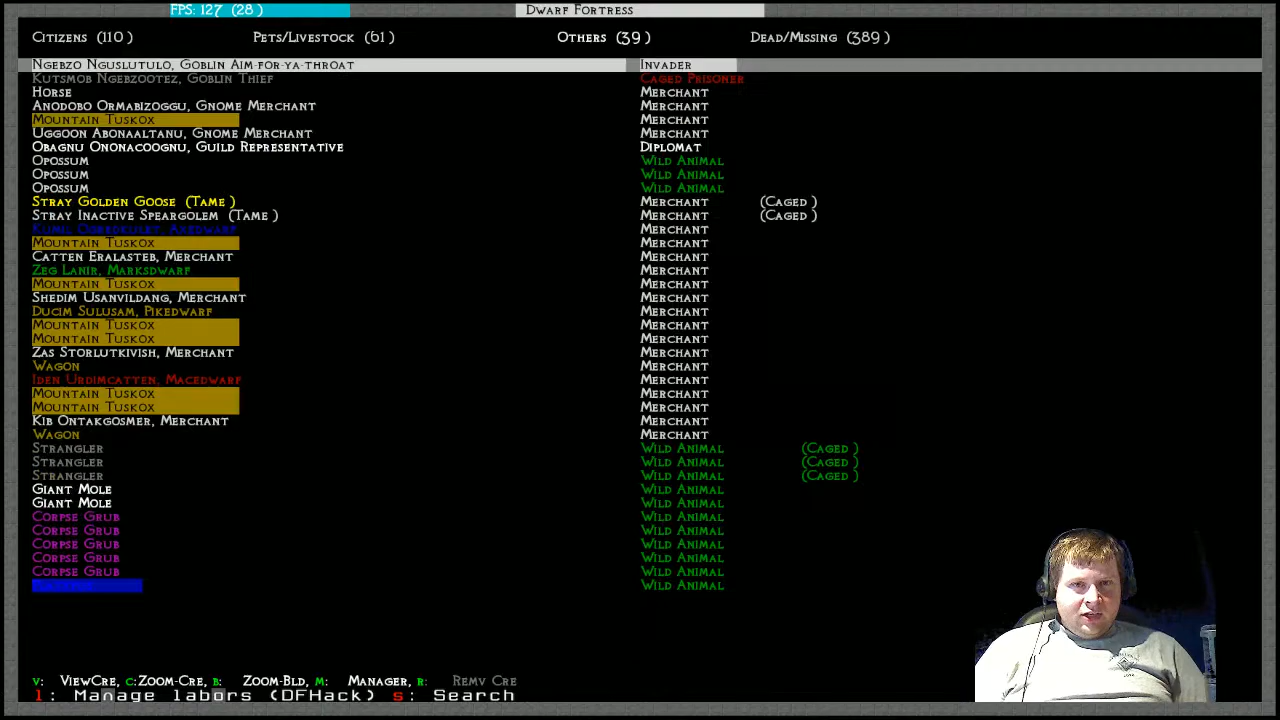 FPS: 127 (28 )
Dwarf Fortress
Citizens (110 ) Pets/Livestock (61 ) Others (39 ) Dead/Missing (389 )
Ngebzo Nguslutulo, Goblin Aim-for-ya-throat Invader
Kutsmob Ngebzootez, Goblin Thief Caged Prisoner
Horse Merchant
Anodobo Ormabizoggu, Gnome Merchant Merchant
Mountain Tuskox Merchant
Uggoon Abonaaltanu, Gnome Merchant Merchant
Obagnu Ononacoognu, Guild Representative Diplomat
Opossum Wild Animal
Opossum Wild Animal
Opossum Wild Animal
Stray Golden Goose (Tame ) Merchant (Caged )
Stray Inactive Speargolem (Tame ) Merchant (Caged )
Axedwarf Merchant
Mountain Tuskox Merchant
Catten Eralasteb, Merchant Merchant
Zeg Lanir, Marksdwarf Merchant
Mountain Tuskox Merchant
Shedim Usanvildang, Merchant Merchant
Ducim Sulusam, Pikedwarf Merchant
Mountain Tuskox Merchant
Mountain Tuskox Merchant
Zas Storlutkivish, Merchant Merchant
Wagon Merchant
Iden Urdimcatten, Macedwarf Merchant
Mountain Tuskox Merchant
Mountain Tuskox Merchant
Kib Ontakgosmer, Merchant Merchant
Wagon Merchant
Strangler Wild Animal (Caged )
Strangler Wild Animal (Caged )
Strangler Wild Animal (Caged )
Giant Mole Wild Animal
Giant Mole Wild Animal
Corpse Grub Wild Animal
Corpse Grub Wild Animal
Corpse Grub Wild Animal
Corpse Grub Wild Animal
Corpse Grub Wild Animal
Wild Animal
v: ViewCre, c:Zoom-Cre, b: Zoom-Bld, m: Manager, r: Remv Cre
l: Manage labors (DFHack) s: Search